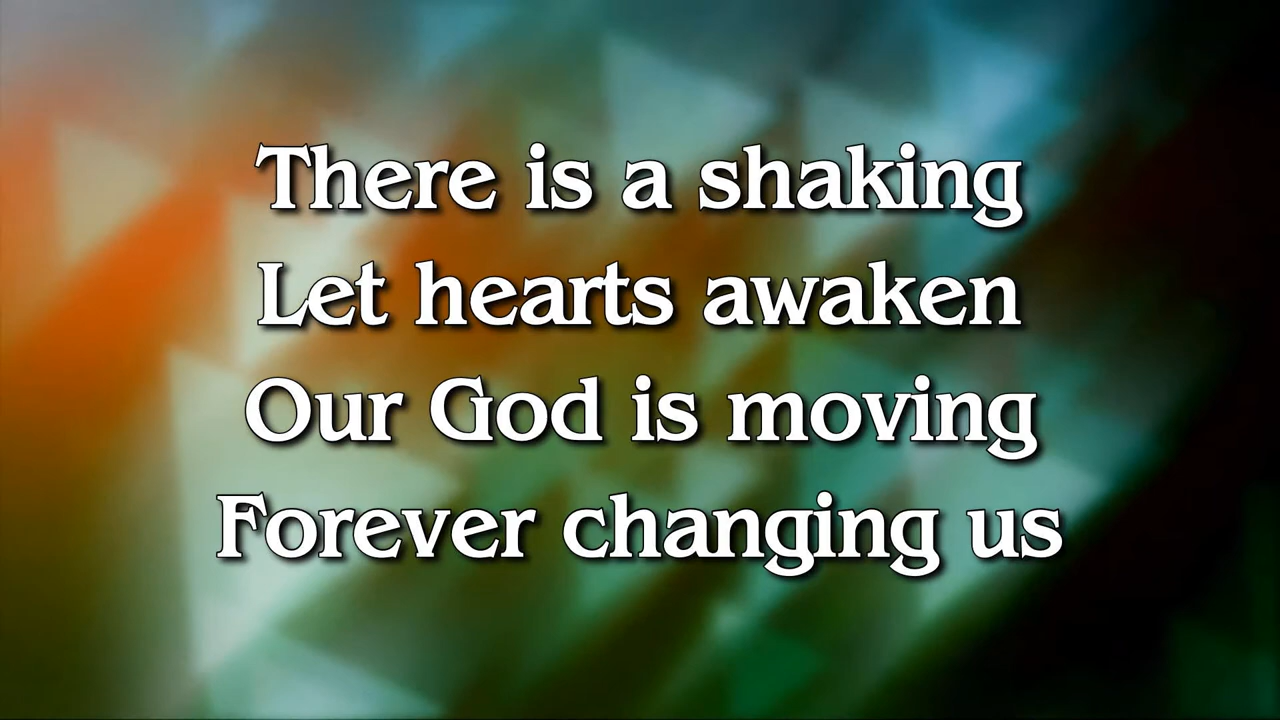 There is a shaking
Let hearts awaken
Our God is moving
Forever changing us